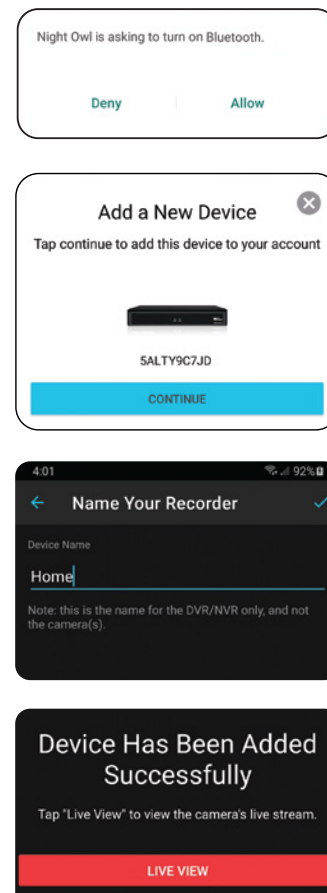 Night Owl is asking to turn on Bluetooth.
Deny Allow
Add a New Device
Tap continue to add this device to your account
5ALTY9C7JD
CONTINUE
4:01 92%
Name Your Recorder
Device Name
Home
Note: this is the name for the DVR/NVR only, and not
the camera(s).
Device Has Been Added
Successfully
Tap "Live View" to view the camera's live stream.
LIVE VIEW